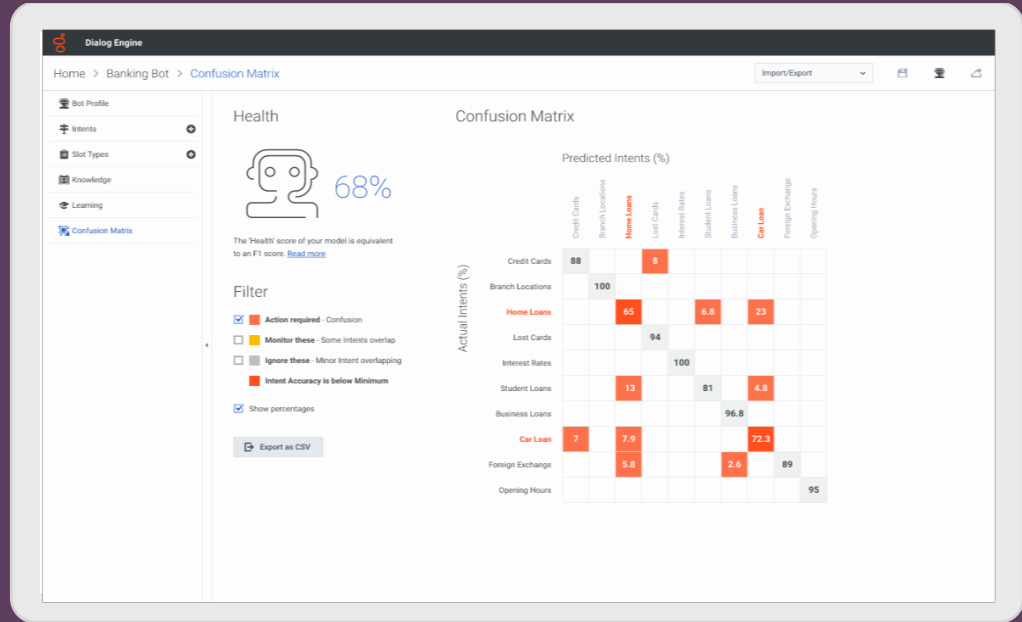 Dialog Engine
Home > Banking Bot > Confusion Matrix
Import/Export
Bot Profile
Intents
Slot Types
Knowledge
Learning
Confusion Matrix
Health
68%
The 'Health' score of your model is equivalent
to an F1 score. Read more
Filter
Action required - Confusion
Monitor these - Some Intents overlap
Ignore these - Minor Intent overlapping
Intent Accuracy is below Minimum
Show percentages
Export as CSV
Confusion Matrix
Predicted Intents (%)
Credit Cards
Branch Locations
Home Loans
Lost Cards
Interest Rates
Student Loans
Business Loans
Car Loan
Foreign Exchange
Opening Hours
Actual Intents (%)
Credit Cards 88 8
Branch Locations 100
Home Loans 65 6.8 23
Lost Cards 94
Interest Rates 100
Student Loans 13 81 4.8
Business Loans 96.8
Car Loan 7 7.9 72.3
Foreign Exchange 5.8 2.6 89
Opening Hours 95